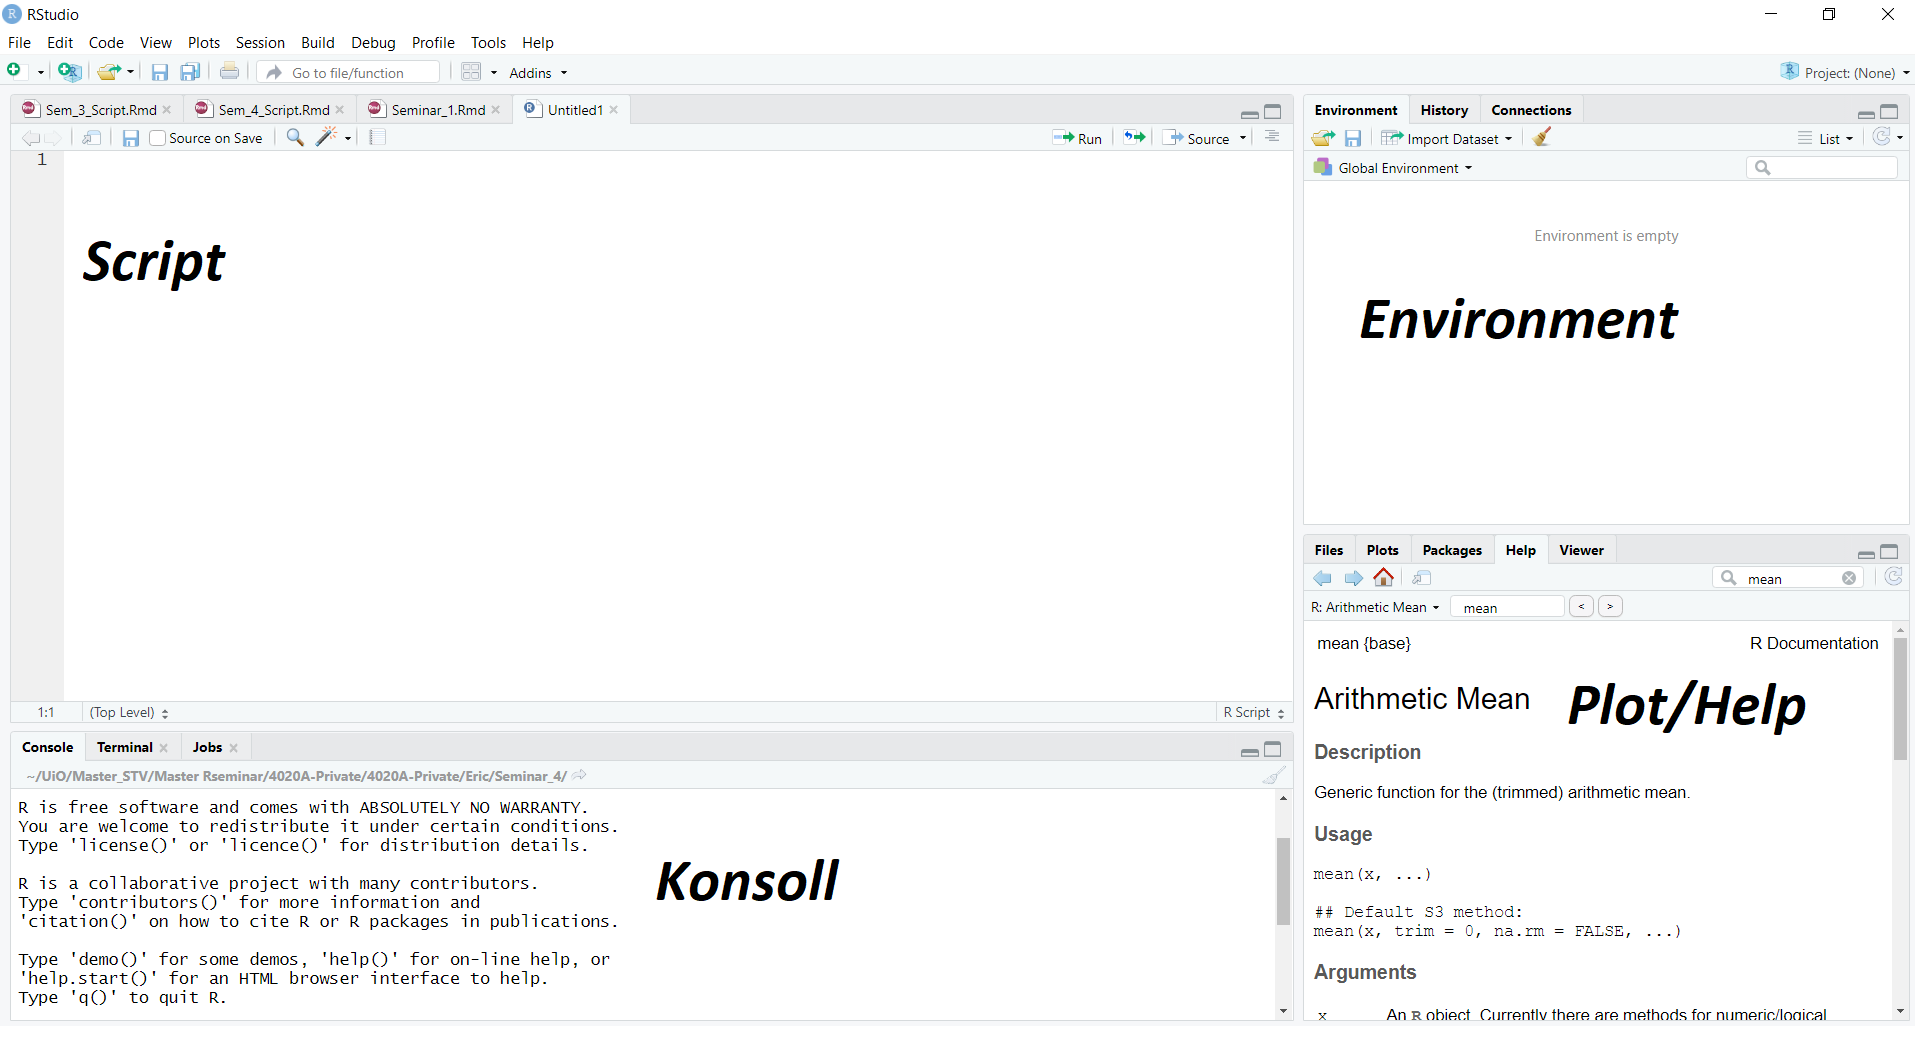 RStudio
File Edit Code View Plots Session Build Debug Profile Tools Help
Go to file/function Addins Project: (None)
Sem_3_Script.Rmd Sem_4_Script.Rmd Seminar_1.Rmd Untitled1
Source on Save Run Source
1
Script
1:1 (Top Level) R Script
Console Terminal Jobs
~/UiO/Master_STV/Master Rseminar/4020A-Private/4020A-Private/Eric/Seminar_4/
R is free software and comes with ABSOLUTELY NO WARRANTY.
You are welcome to redistribute it under certain conditions.
Type 'license()' or 'licence()' for distribution details.
R is a collaborative project with many contributors.
Type 'contributors()' for more information and
'citation()' on how to cite R or R packages in publications.
Type 'demo()' for some demos, 'help()' for on-line help, or
'help.start()' for an HTML browser interface to help.
Type 'q()' to quit R.
Konsoll
Environment History Connections
Import Dataset List
Global Environment
Environment is empty
Environment
Files Plots Packages Help Viewer
mean
R: Arithmetic Mean mean < >
mean {base} R Documentation
Arithmetic Mean
Plot/Help
Description
Generic function for the (trimmed) arithmetic mean.
Usage
mean(x, ...)
## Default S3 method:
mean(x, trim = 0, na.rm = FALSE, ...)
Arguments
x An R object. Currently there are methods for numeric/logical